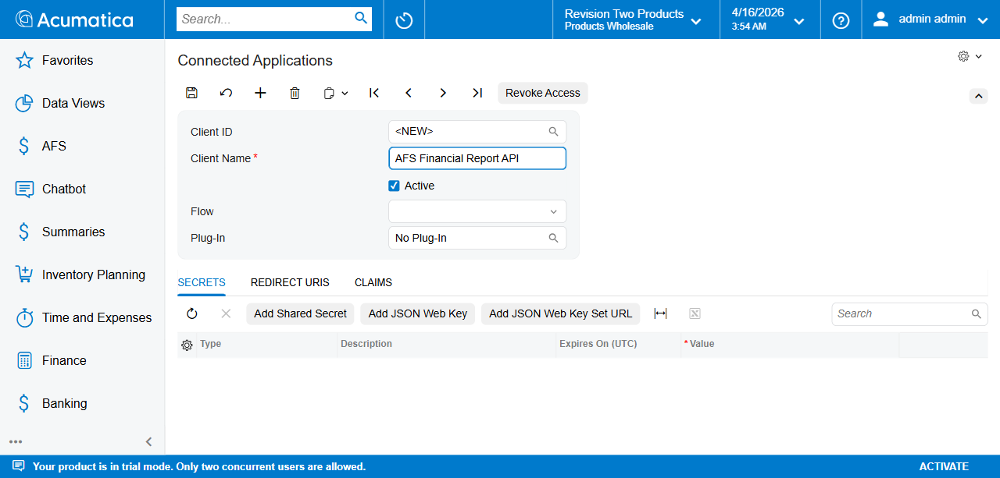 Acumatica
Search...
Revision Two Products
Products Wholesale
4/16/2026
3:54 AM
?
admin admin
Favorites
Data Views
AFS
Chatbot
Summaries
Inventory Planning
Time and Expenses
Finance
Banking
Connected Applications
Revoke Access
Client ID
<NEW>
Client Name *
AFS Financial Report API
Active
Flow
Plug-In
No Plug-In
SECRETS REDIRECT URIS CLAIMS
Add Shared Secret Add JSON Web Key Add JSON Web Key Set URL
Search
Type Description Expires On (UTC) * Value
Your product is in trial mode. Only two concurrent users are allowed.
ACTIVATE